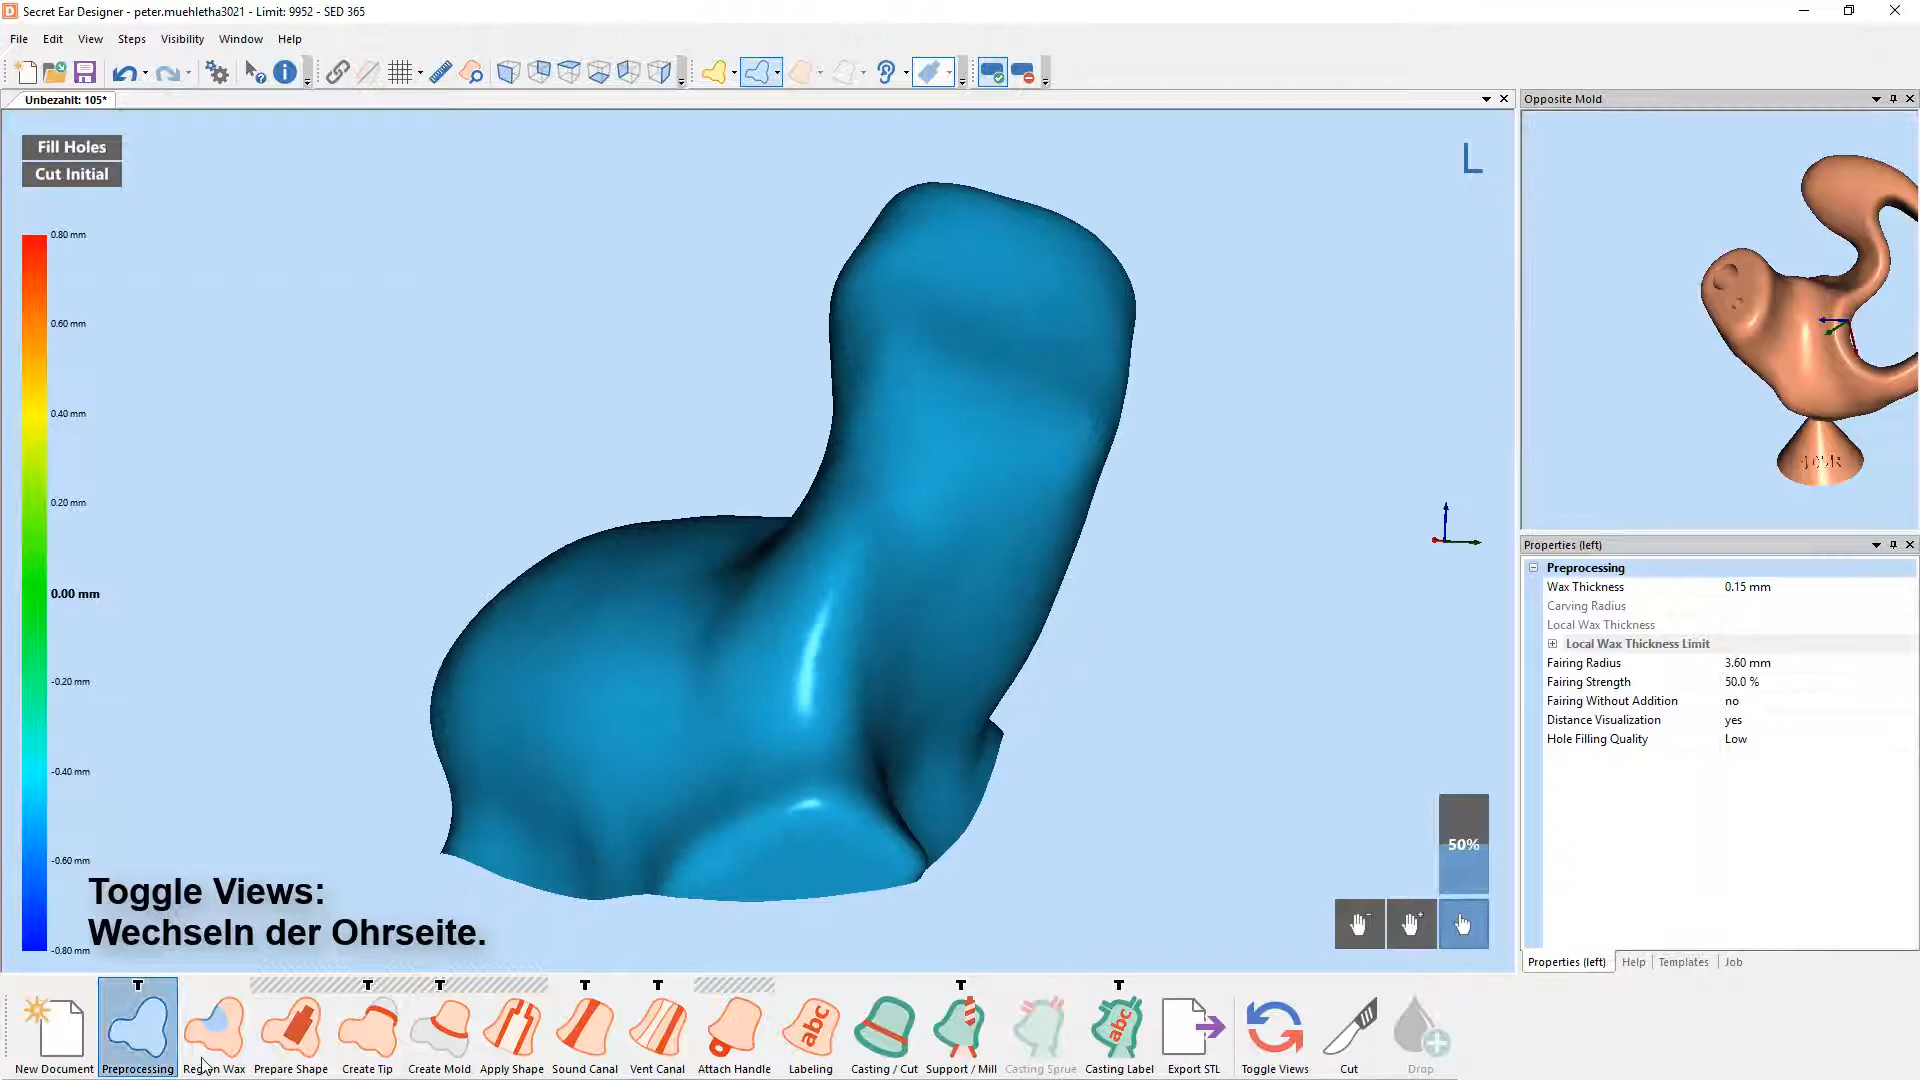 Secret Ear Designer - peter.muehletha3021 - Limit: 9952 - SED 365
File Edit View Steps Visibility Window Help
Unbezahlt: 105*
Opposite Mold
Fill Holes
Cut Initial
L
0.80 mm
0.60 mm
0.40 mm
0.20 mm
0.00 mm
-0.20 mm
-0.40 mm
-0.60 mm
-0.80 mm
Toggle Views:
Wechseln der Ohrseite.
50%
Properties (left)
Preprocessing
Wax Thickness 0.15 mm
Carving Radius
Local Wax Thickness
Local Wax Thickness Limit
Fairing Radius 3.60 mm
Fairing Strength 50.0 %
Fairing Without Addition no
Distance Visualization yes
Hole Filling Quality Low
Properties (left) Help Templates Job
abc
abc
New Document Preprocessing Region Wax Prepare Shape Create Tip Create Mold Apply Shape Sound Canal Vent Canal Attach Handle Labeling Casting / Cut Support / Mill Casting Sprue Casting Label Export STL Toggle Views Cut Drop